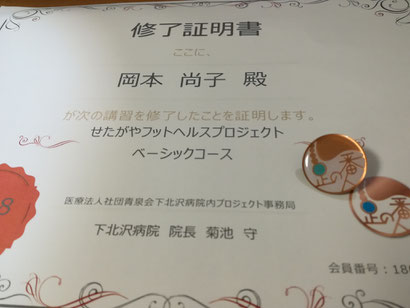 修了証明書
ここに、
岡本 尚子 殿
が次の講習を修了したことを証明します。
せたがやフットヘルスプロジェクト
ベーシックコース
8
医療法人社団青泉会下北沢病院内プロジェクト事務局
下北沢病院 院長 菊池 守
会員番号:18